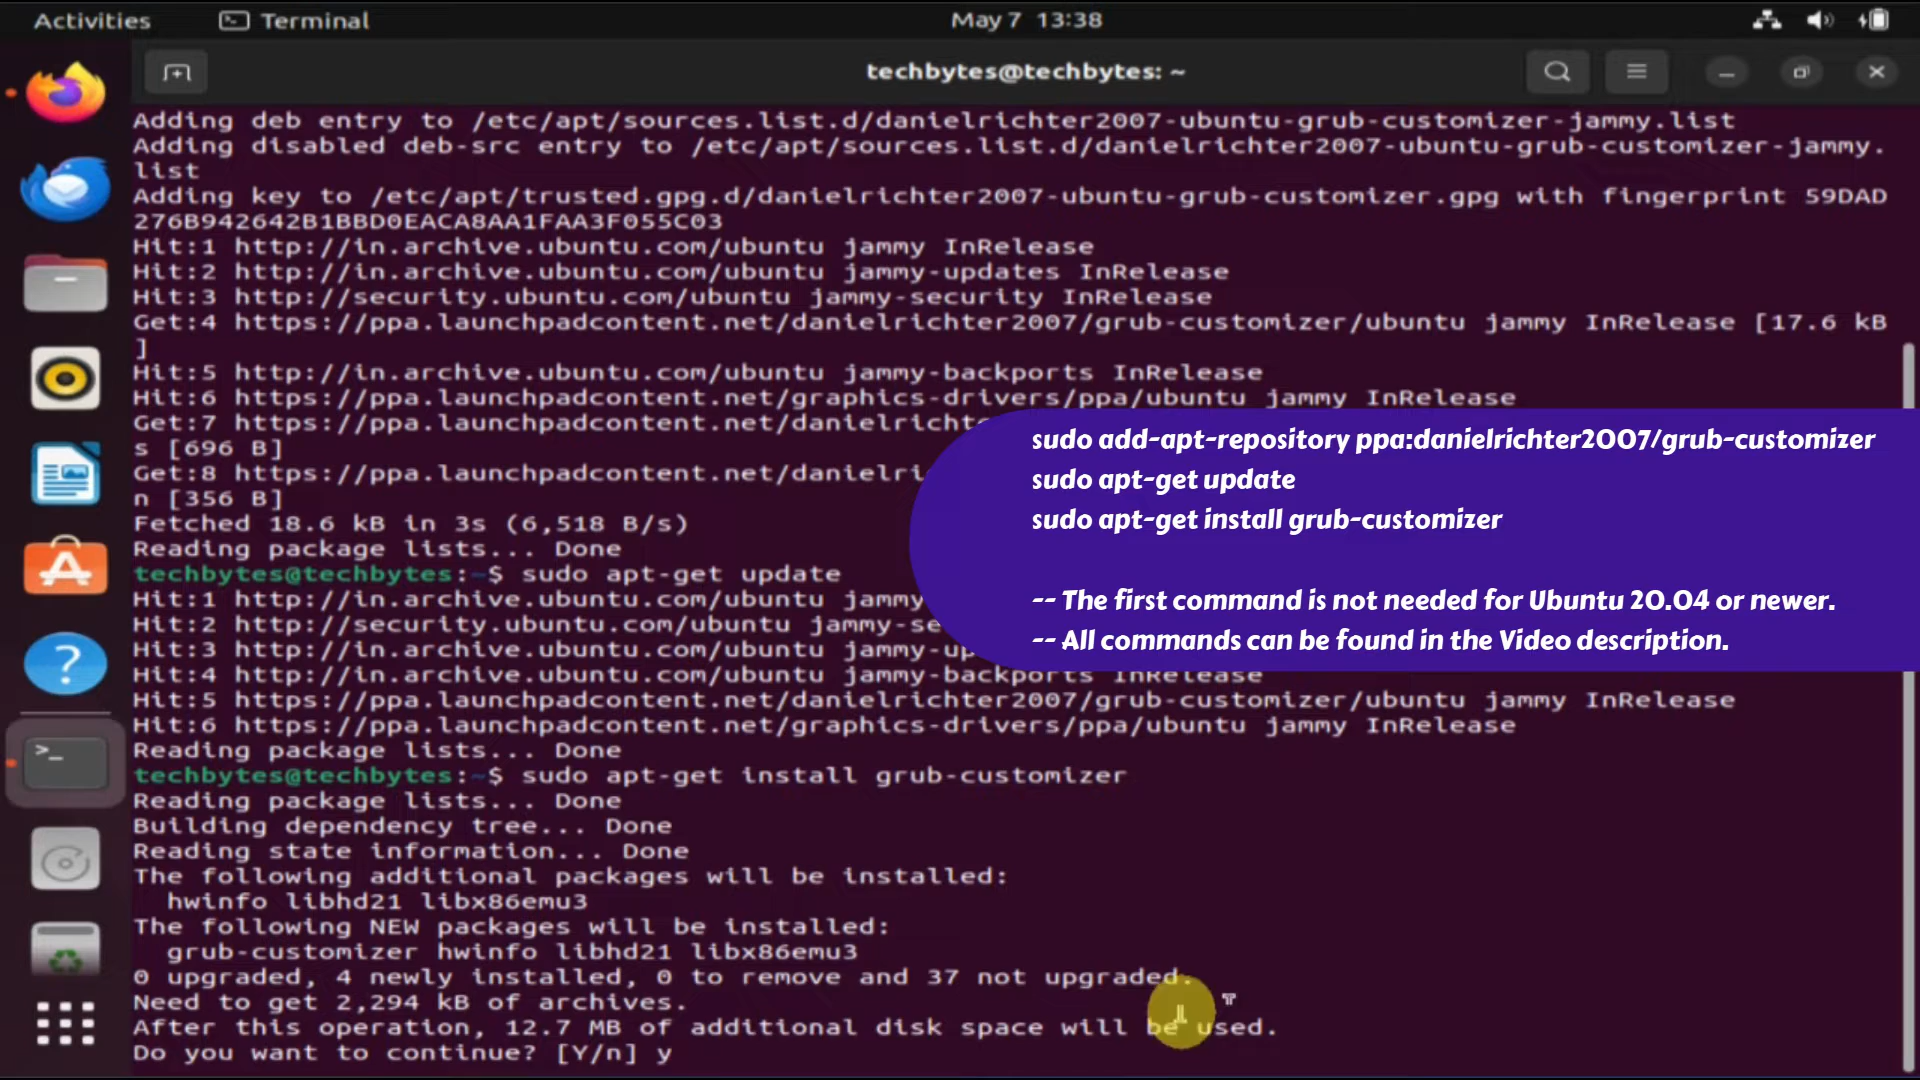 Activities Terminal May 7 13:38
techbytes@techbytes: ~
Adding deb entry to /etc/apt/sources.list.d/danielrichter2007-ubuntu-grub-customizer-jammy.list
Adding disabled deb-src entry to /etc/apt/sources.list.d/danielrichter2007-ubuntu-grub-customizer-jammy.
list
Adding key to /etc/apt/trusted.gpg.d/danielrichter2007-ubuntu-grub-customizer.gpg with fingerprint 59DAD
276B942642B1BBD0EACA8AA1FAA3F055C03
Hit:1 http://in.archive.ubuntu.com/ubuntu jammy InRelease
Hit:2 http://in.archive.ubuntu.com/ubuntu jammy-updates InRelease
Hit:3 http://security.ubuntu.com/ubuntu jammy-security InRelease
Get:4 https://ppa.launchpadcontent.net/danielrichter2007/grub-customizer/ubuntu jammy InRelease [17.6 kB
]
Hit:5 http://in.archive.ubuntu.com/ubuntu jammy-backports InRelease
Hit:6 https://ppa.launchpadcontent.net/graphics-drivers/ppa/ubuntu jammy InRelease
Get:7 https://ppa.launchpadcontent.net/danielrichte
s [696 B]
Get:8 https://ppa.launchpadcontent.net/danielri
n [356 B]
Fetched 18.6 kB in 3s (6,518 B/s)
Reading package lists... Done
techbytes@techbytes:~$ sudo apt-get update
Hit:1 http://in.archive.ubuntu.com/ubuntu jammy
Hit:2 http://security.ubuntu.com/ubuntu jammy-se
Hit:3 http://in.archive.ubuntu.com/ubuntu jammy-up
Hit:4 http://in.archive.ubuntu.com/ubuntu jammy-backports InRelease
Hit:5 https://ppa.launchpadcontent.net/danielrichter2007/grub-customizer/ubuntu jammy InRelease
Hit:6 https://ppa.launchpadcontent.net/graphics-drivers/ppa/ubuntu jammy InRelease
Reading package lists... Done
techbytes@techbytes:~$ sudo apt-get install grub-customizer
Reading package lists... Done
Building dependency tree... Done
Reading state information... Done
The following additional packages will be installed:
hwinfo libhd21 libx86emu3
The following NEW packages will be installed:
grub-customizer hwinfo libhd21 libx86emu3
0 upgraded, 4 newly installed, 0 to remove and 37 not upgraded.
Need to get 2,294 kB of archives.
After this operation, 12.7 MB of additional disk space will be used.
Do you want to continue? [Y/n] y
sudo add-apt-repository ppa:danielrichter2007/grub-customizer
sudo apt-get update
sudo apt-get install grub-customizer
-- The first command is not needed for Ubuntu 20.04 or newer.
-- All commands can be found in the Video description.